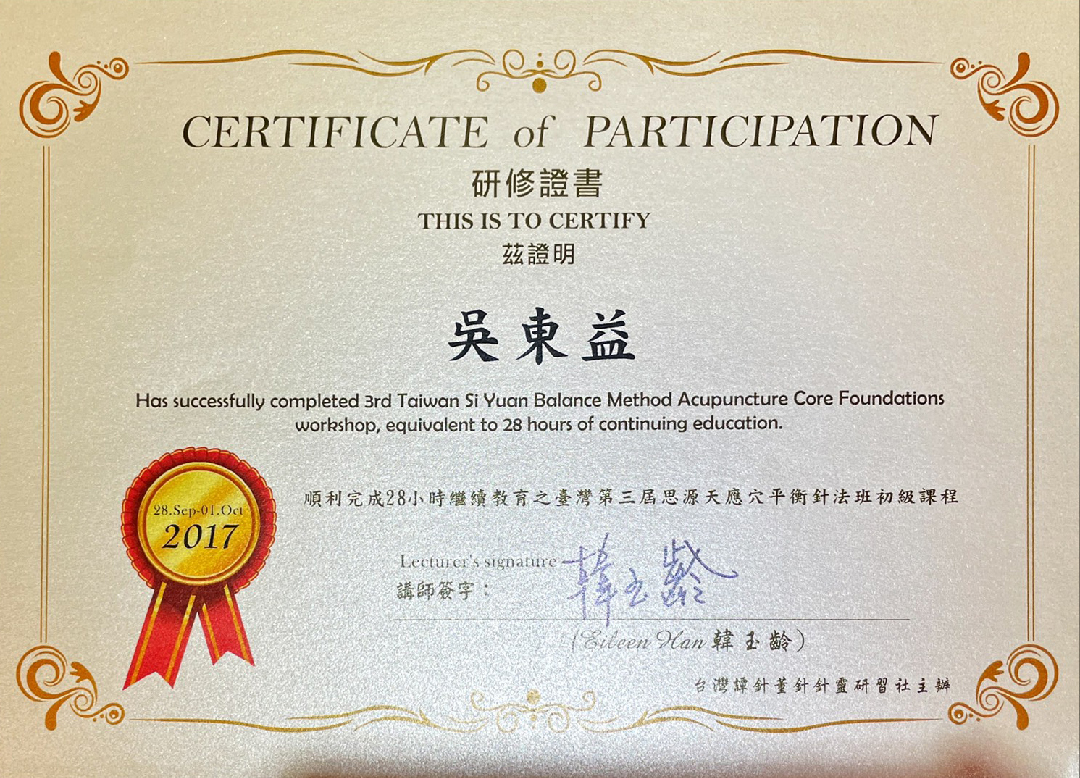 CERTIFICATE of PARTICIPATION
研修證書
THIS IS TO CERTIFY
茲證明
吳東益
Has successfully completed 3rd Taiwan Si Yuan Balance Method Acupuncture Core Foundations
workshop, equivalent to 28 hours of continuing education.
順利完成28小時繼續教育之臺灣第三屆思源天應穴平衡針法班初級課程
28.Sep-01.Oct
2017
Lecturer's signature 韓玉齡
講師簽字：
(Eileen Han 韓玉齡)
台灣譚針董針針灸研習社主辦